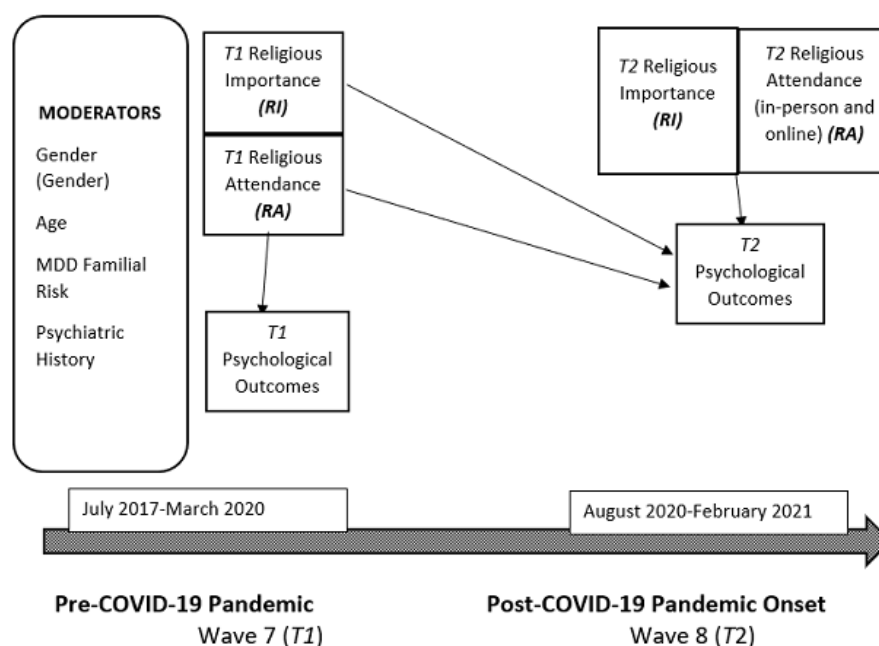 MODERATORS
Gender
(Gender)
Age
MDD Familial
Risk
Psychiatric
History
T1 Religious
Importance
(RI)
T1 Religious
Attendance
(RA)
T1
Psychological
Outcomes
T2 Religious
Importance
(RI)
T2 Religious
Attendance
(in-person and
online) (RA)
T2
Psychological
Outcomes
July 2017-March 2020
August 2020-February 2021
Pre-COVID-19 Pandemic
Wave 7 (T1)
Post-COVID-19 Pandemic Onset
Wave 8 (T2)